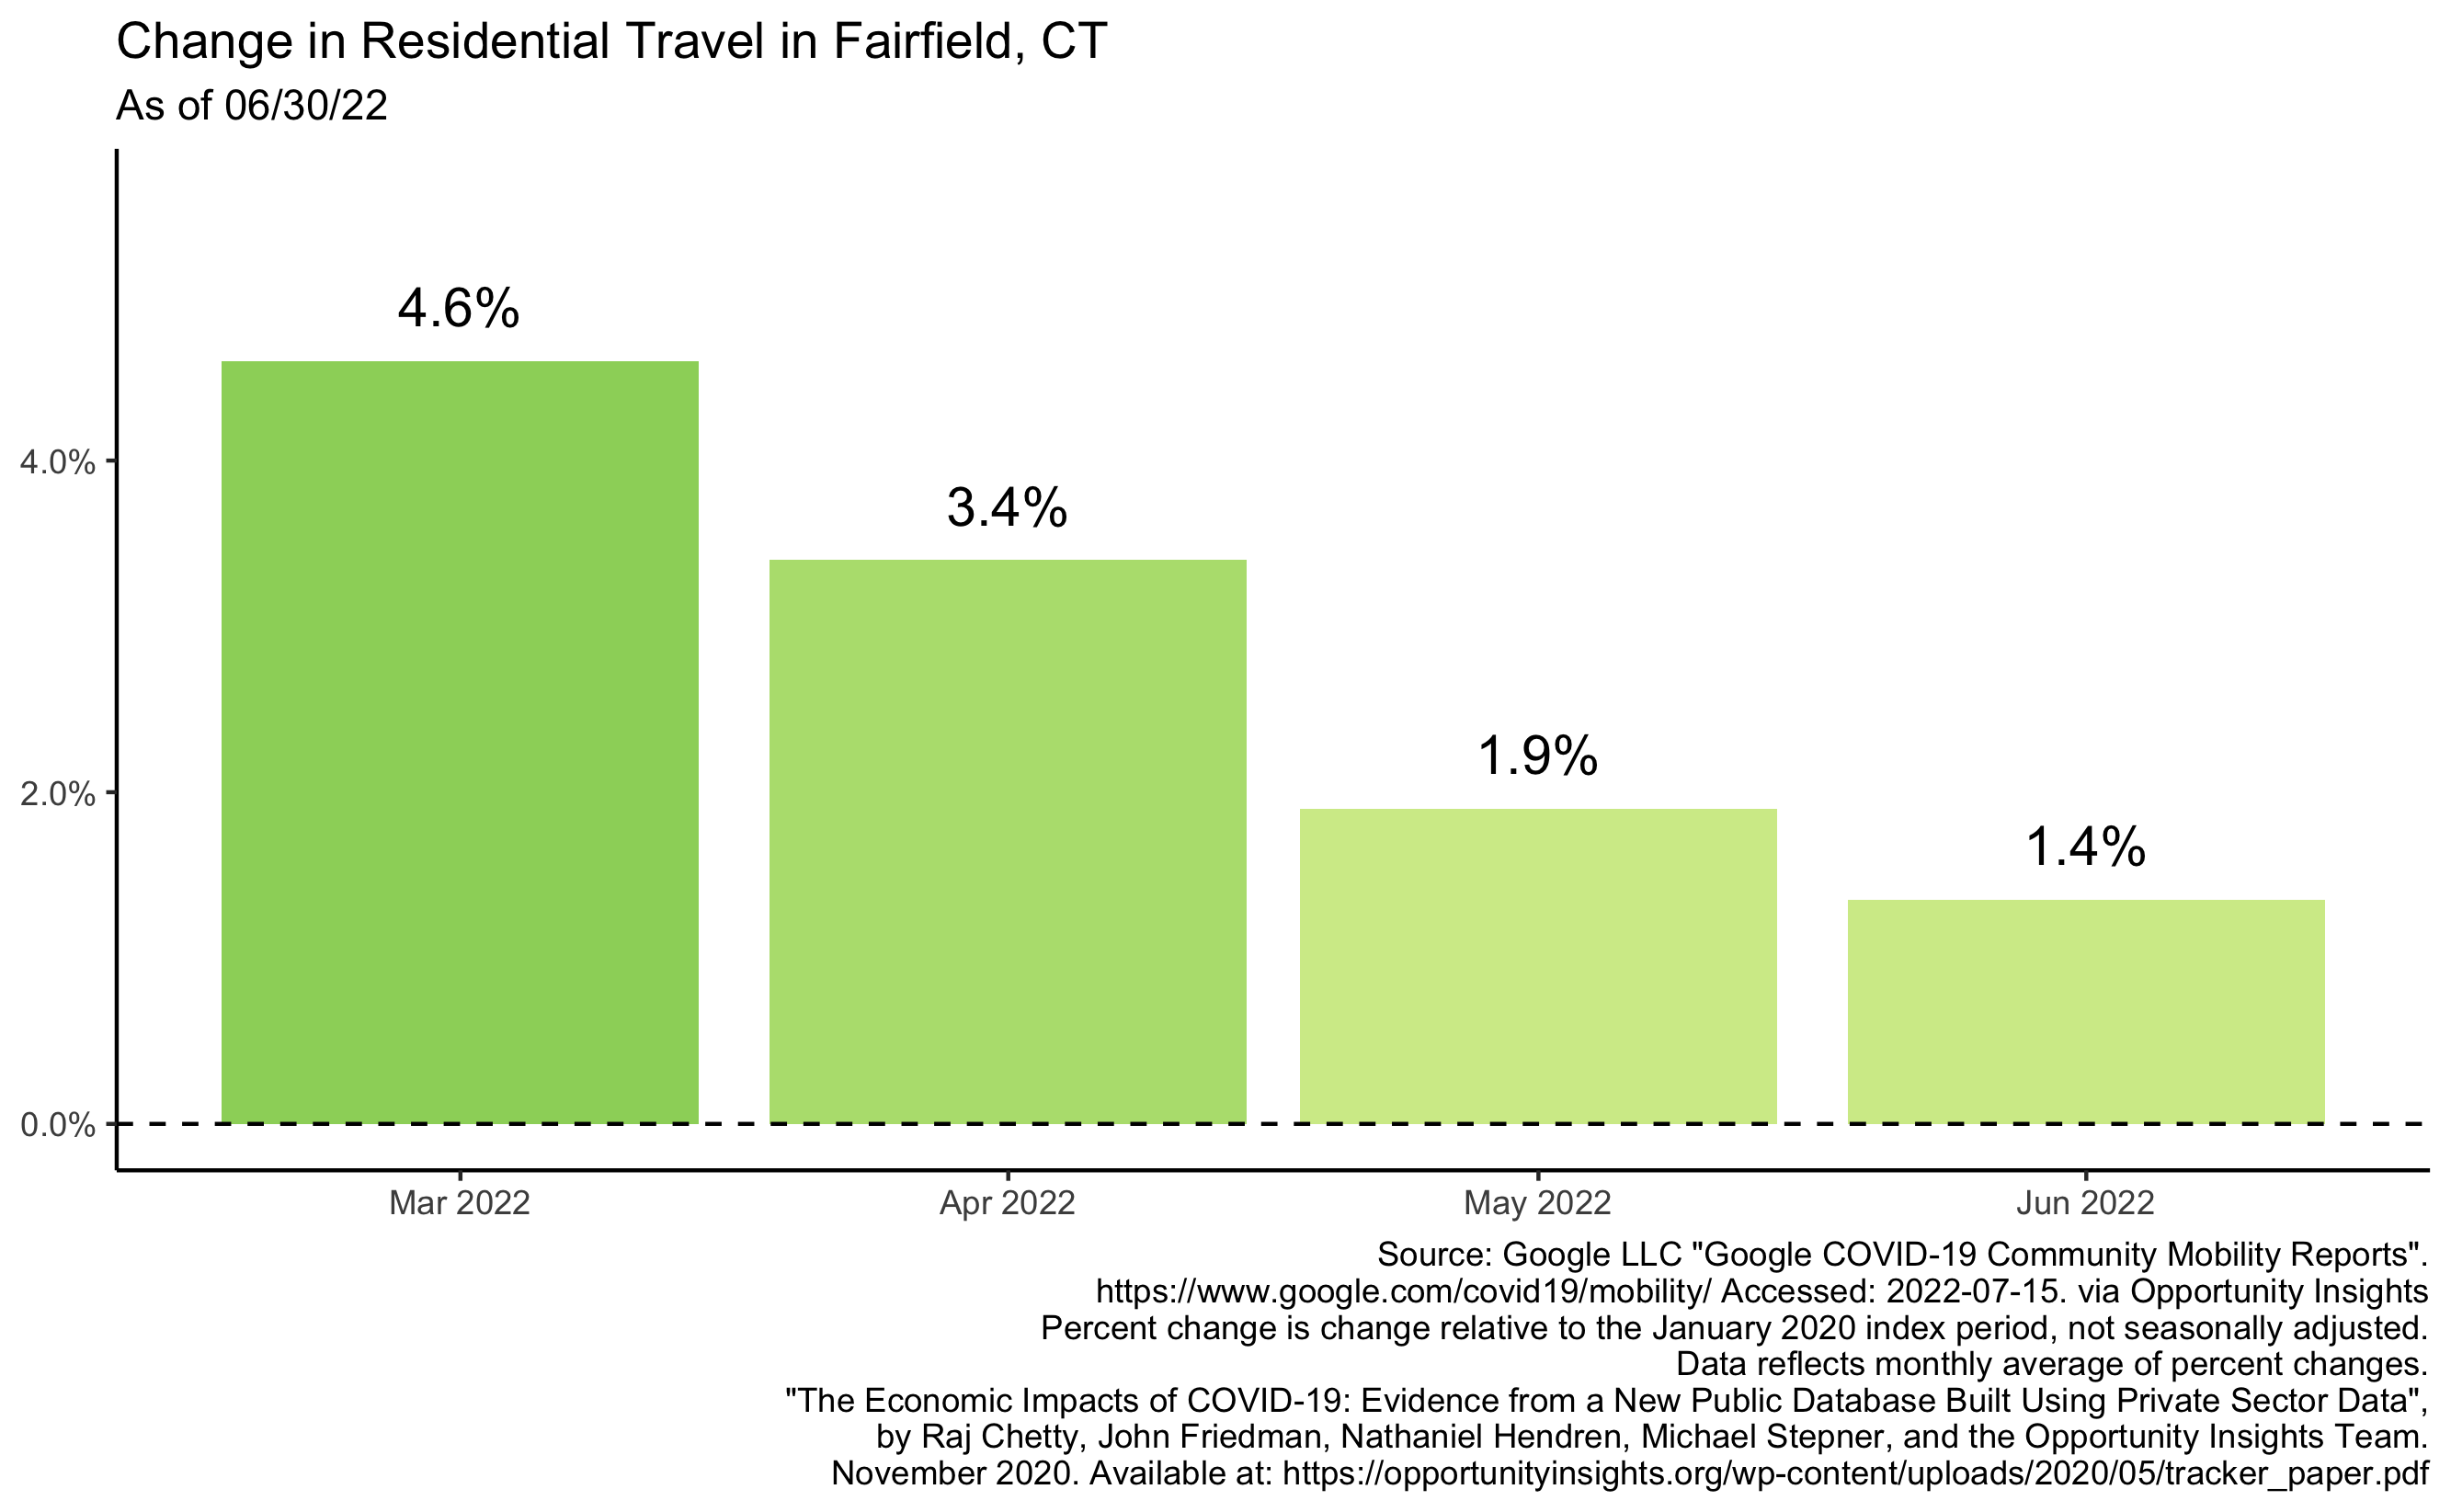 Change in Residential Travel in Fairfield, CT
As of 06/30/22
4.6%
3.4%
1.9%
1.4%
4.0%
2.0%
0.0%
Mar 2022
Apr 2022
May 2022
Jun 2022
Source: Google LLC "Google COVID-19 Community Mobility Reports".
https://www.google.com/covid19/mobility/ Accessed: 2022-07-15. via Opportunity Insights
Percent change is change relative to the January 2020 index period, not seasonally adjusted.
Data reflects monthly average of percent changes.
"The Economic Impacts of COVID-19: Evidence from a New Public Database Built Using Private Sector Data",
by Raj Chetty, John Friedman, Nathaniel Hendren, Michael Stepner, and the Opportunity Insights Team.
November 2020. Available at: https://opportunityinsights.org/wp-content/uploads/2020/05/tracker_paper.pdf